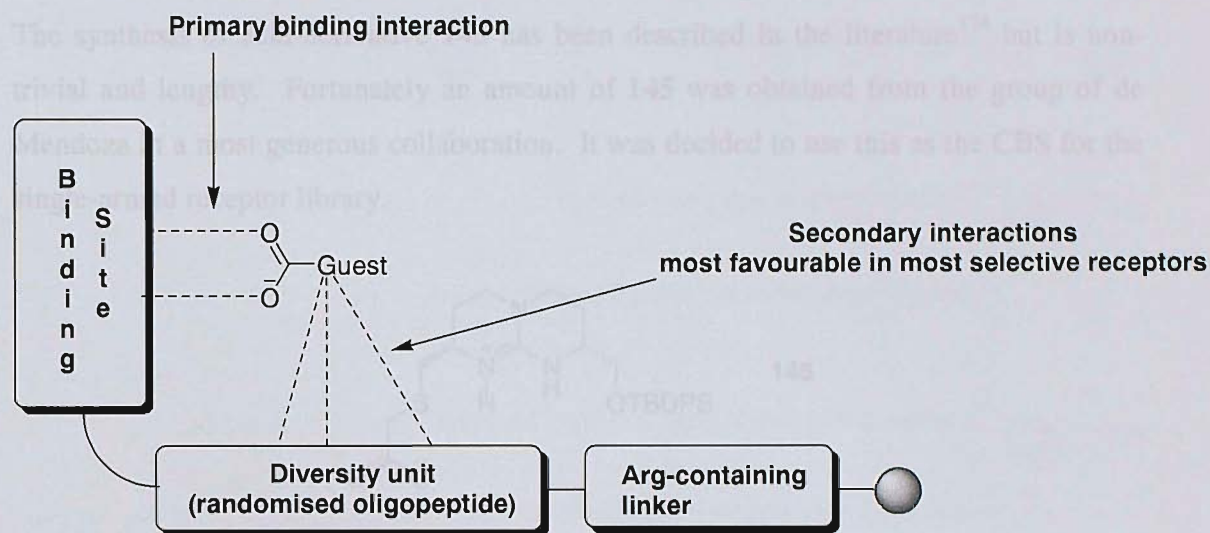 Primary binding interaction
The synthesis of has been described in the literature but is non-
trivial and lengthy. Fortunately an amount of 145 was obtained from the group of de
Mendoza in a most generous collaboration. It was decided to use this as the CBS for the
single-armed receptor library.
Binding
Site
O
O
Guest
Secondary interactions
most favourable in most selective receptors
N
H
N
H
145
S
OTBDPS
Diversity unit
(randomised oligopeptide)
Arg-containing
linker